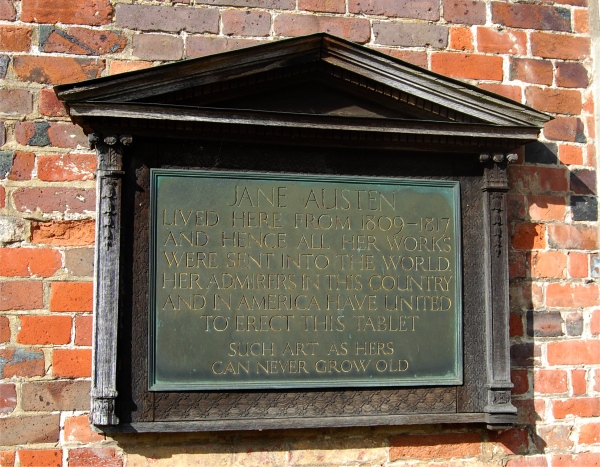 JANE AUSTEN
LIVED HERE FROM 1809-1817
AND HENCE ALL HER WORKS
WERE SENT INTO THE WORLD.
HER ADMIRERS IN THIS COUNTRY
AND IN AMERICA HAVE UNITED
TO ERECT THIS TABLET
SUCH ART AS HERS
CAN NEVER GROW OLD